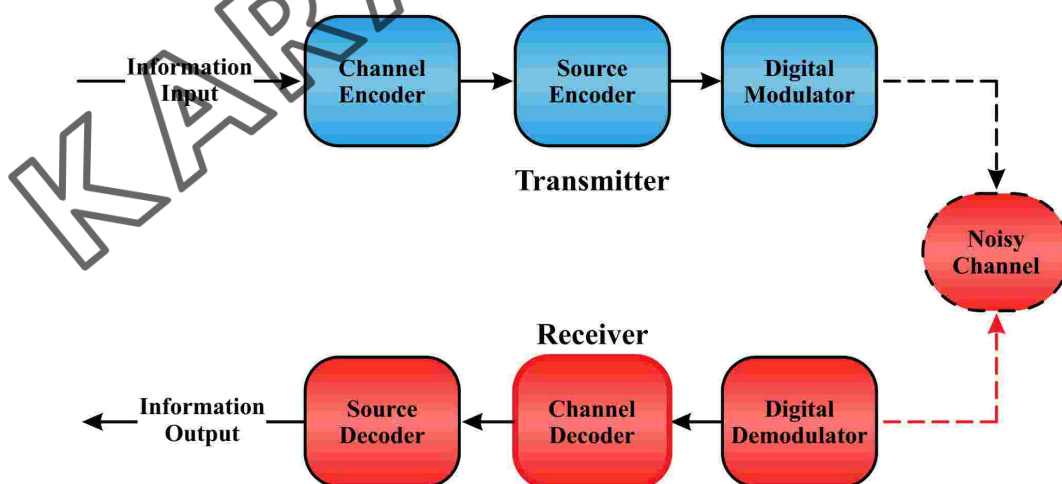 Information
Input
Channel
Encoder
Source
Encoder
Digital
Modulator
Transmitter
Noisy
Channel
Receiver
Information
Output
Source
Decoder
Channel
Decoder
Digital
Demodulator
KAR